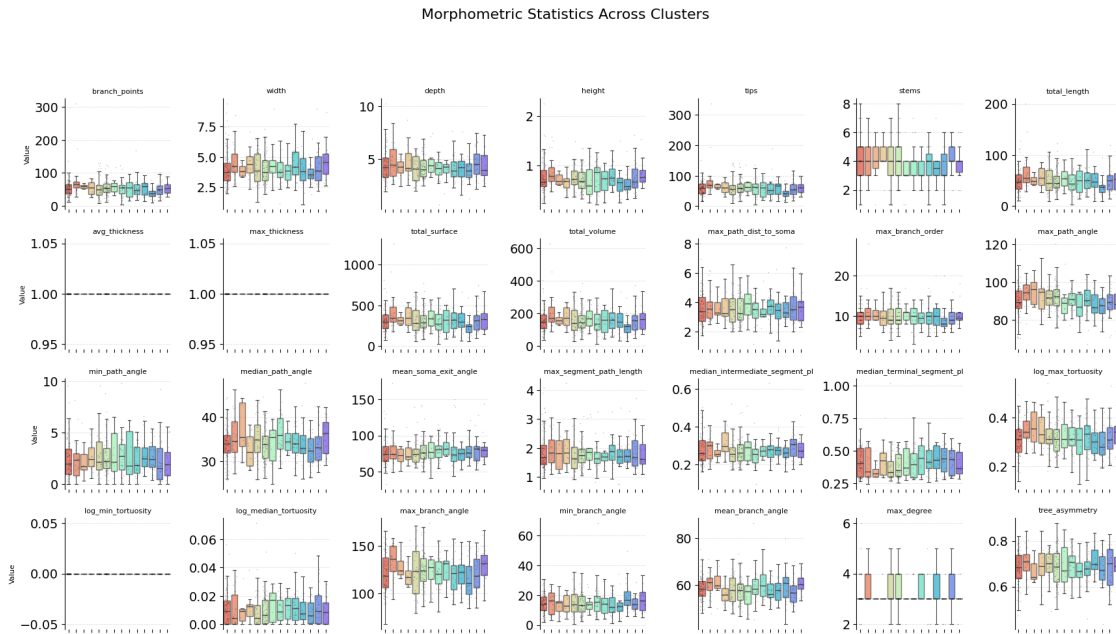 Morphometric Statistics Across Clusters
branch_points width depth height tips stems total_length
Value
300 200 100 0
7.5 5.0 2.5
10 5
2 1
300 200 100 0
8 6 4 2
200 100 0
avg_thickness max_thickness total_surface total_volume max_path_dist_to_soma max_branch_order max_path_angle
Value
1.05 1.00 0.95
1.05 1.00 0.95
1000 500 0
600 400 200 0
8 6 4 2
20 10
120 100 80
min_path_angle median_path_angle mean_soma_exit_angle max_segment_path_length median_intermediate_segment_pl median_terminal_segment_pl log_max_tortuosity
Value
10 5 0
40 30
150 100 50
4 3 2 1
0.6 0.4 0.2
1.00 0.75 0.50 0.25
0.4 0.2
log_min_tortuosity log_median_tortuosity max_branch_angle min_branch_angle mean_branch_angle max_degree tree_asymmetry
Value
0.05 0.00 −0.05
0.06 0.04 0.02 0.00
150 100
60 40 20 0
80 60
6 4 2
0.8 0.6